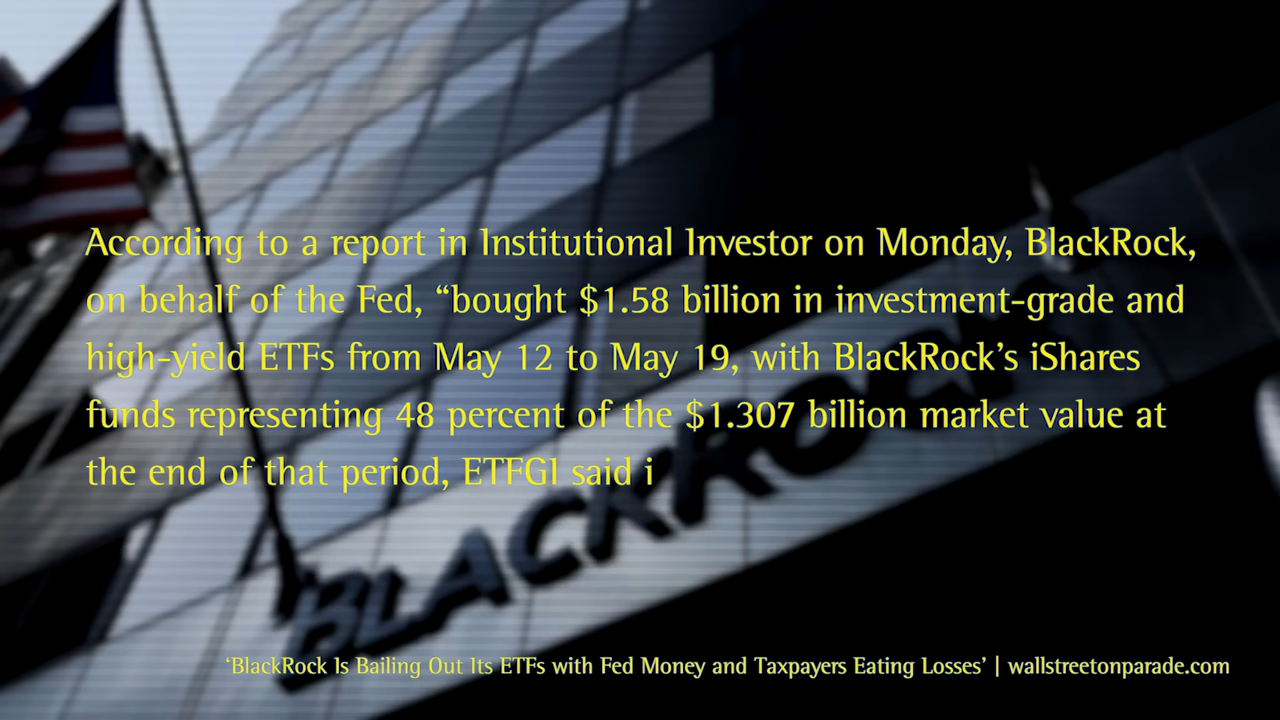 According to a report in Institutional Investor on Monday, BlackRock,
on behalf of the Fed, “bought $1.58 billion in investment-grade and
high-yield ETFs from May 12 to May 19, with BlackRock’s iShares
funds representing 48 percent of the $1.307 billion market value at
the end of that period, ETFGI said i
BLACKROCK
‘BlackRock Is Bailing Out Its ETFs with Fed Money and Taxpayers Eating Losses’ | wallstreetonparade.com